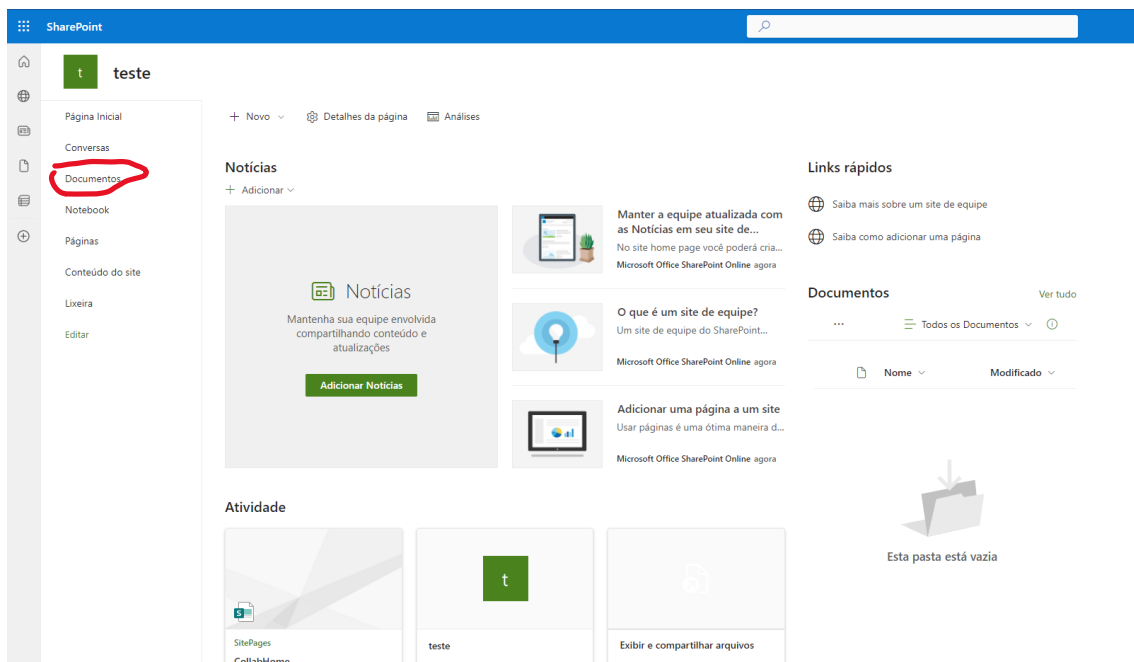 SharePoint
t
teste
Página Inicial
Conversas
Documentos
Notebook
Páginas
Conteúdo do site
Lixeira
Editar
Novo
Detalhes da página
Análises
Notícias
Adicionar
Notícias
Mantenha sua equipe envolvida
compartilhando conteúdo e
atualizações
Adicionar Notícias
Manter a equipe atualizada com
as Notícias em seu site de...
No site home page você poderá cria...
Microsoft Office SharePoint Online agora
O que é um site de equipe?
Um site de equipe do SharePoint...
Microsoft Office SharePoint Online agora
Adicionar uma página a um site
Usar páginas é uma ótima maneira d...
Microsoft Office SharePoint Online agora
Links rápidos
Saiba mais sobre um site de equipe
Saiba como adicionar uma página
Documentos
Ver tudo
...
Todos os Documentos
Nome
Modificado
Esta pasta está vazia
Atividade
S
SitePages
CollabHome
t
teste
Exibir e compartilhar arquivos